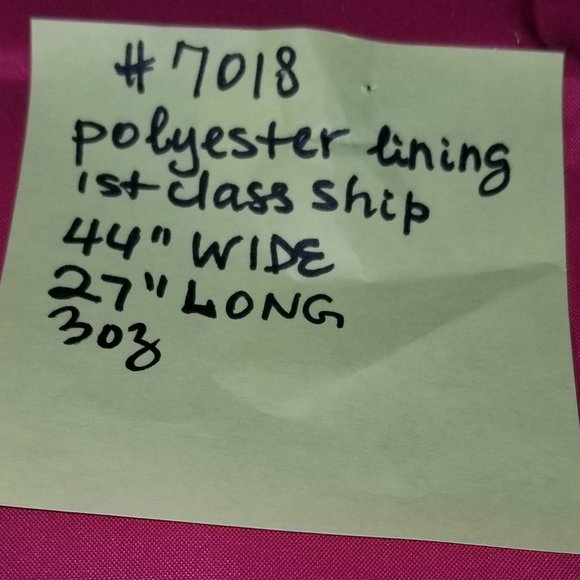 # 7018
polyester lining
1st class ship
44" WIDE
27" LONG
3oz